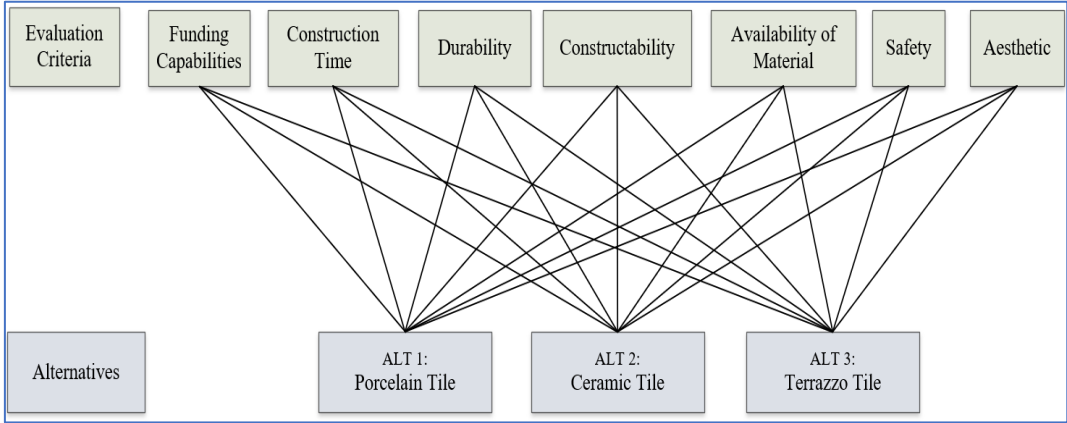 Evaluation
Criteria
Funding
Capabilities
Construction
Time
Durability
Constructability
Availability of
Material
Safety
Aesthetic
Alternatives
ALT 1:
Porcelain Tile
ALT 2:
Ceramic Tile
ALT 3:
Terrazzo Tile